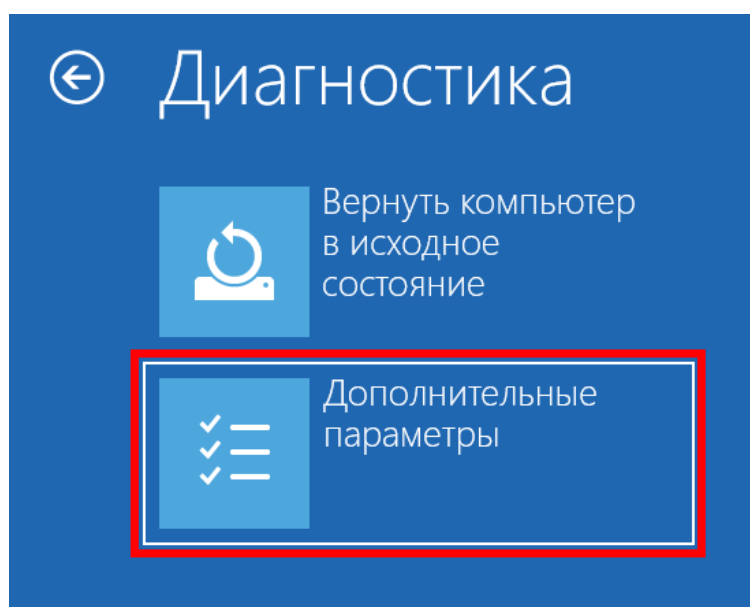 Диагностика
Вернуть компьютер
в исходное
состояние
Дополнительные
параметры